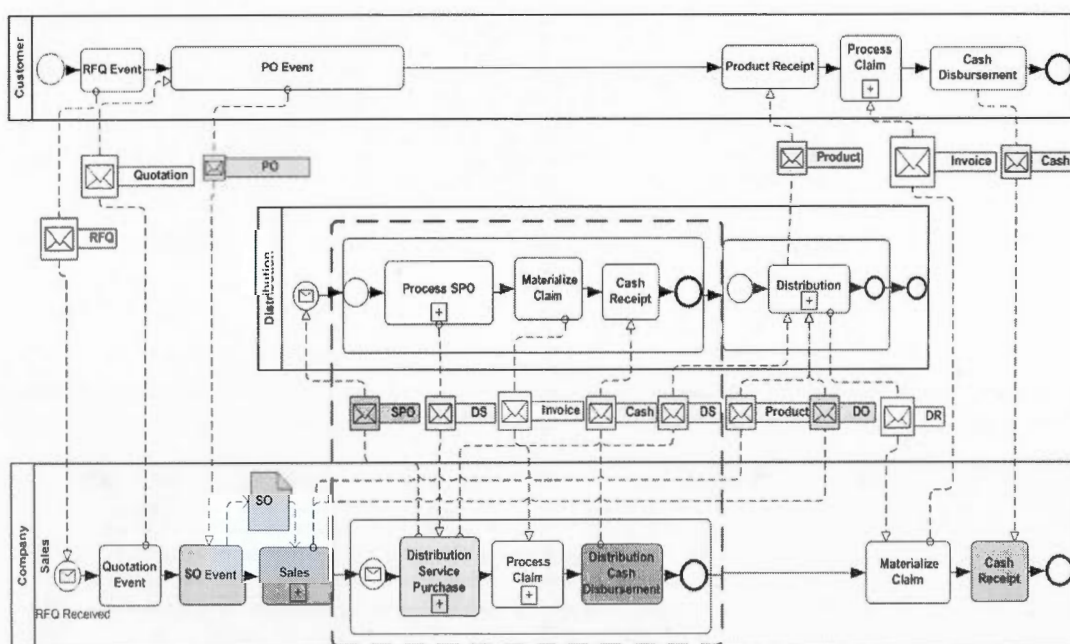 Customer
RFQ Event
PO Event
Product Receipt
Process
Claim
Cash
Disbursement
Quotation
PO
Product
Invoice
Cash
RFQ
Distribution
Process SPO
Materialize
Claim
Cash
Receipt
Distribution
SPO
DS
Invoice
Cash
DS
Product
DO
DR
Company
Sales
SO
RFQ Received
Quotation
Event
SO Event
Sales
Distribution
Service
Purchase
Process
Claim
Distribution
Cash
Disbursement
Materialize
Claim
Cash
Receipt